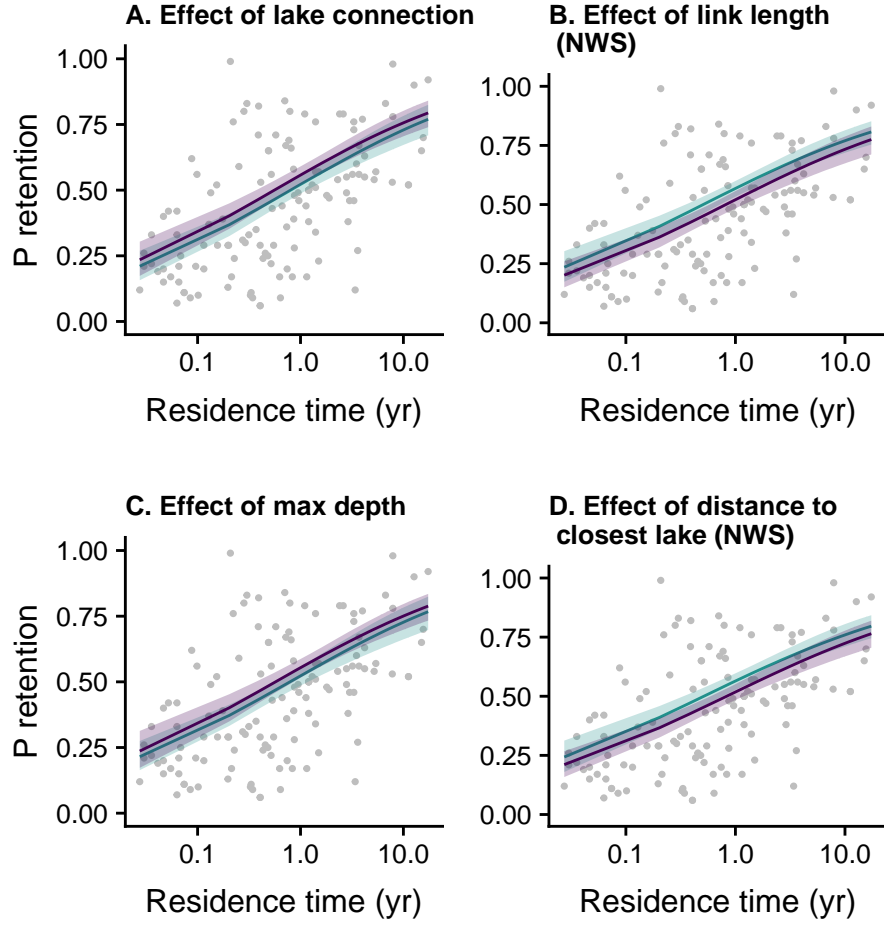 A. Effect of lake connection
P retention
1.00
0.75
0.50
0.25
0.00
0.1
1.0
10.0
Residence time (yr)
B. Effect of link length
(NWS)
1.00
0.75
0.50
0.25
0.00
0.1
1.0
10.0
Residence time (yr)
C. Effect of max depth
P retention
1.00
0.75
0.50
0.25
0.00
0.1
1.0
10.0
Residence time (yr)
D. Effect of distance to
closest lake (NWS)
1.00
0.75
0.50
0.25
0.00
0.1
1.0
10.0
Residence time (yr)